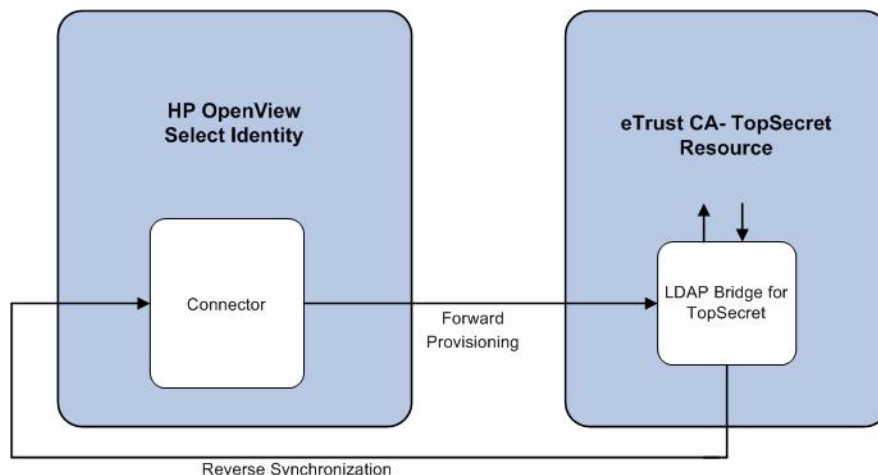 HP OpenView
Select Identity
eTrust CA- TopSecret
Resource
Connector
LDAP Bridge for
TopSecret
Forward
Provisioning
Reverse Synchronization